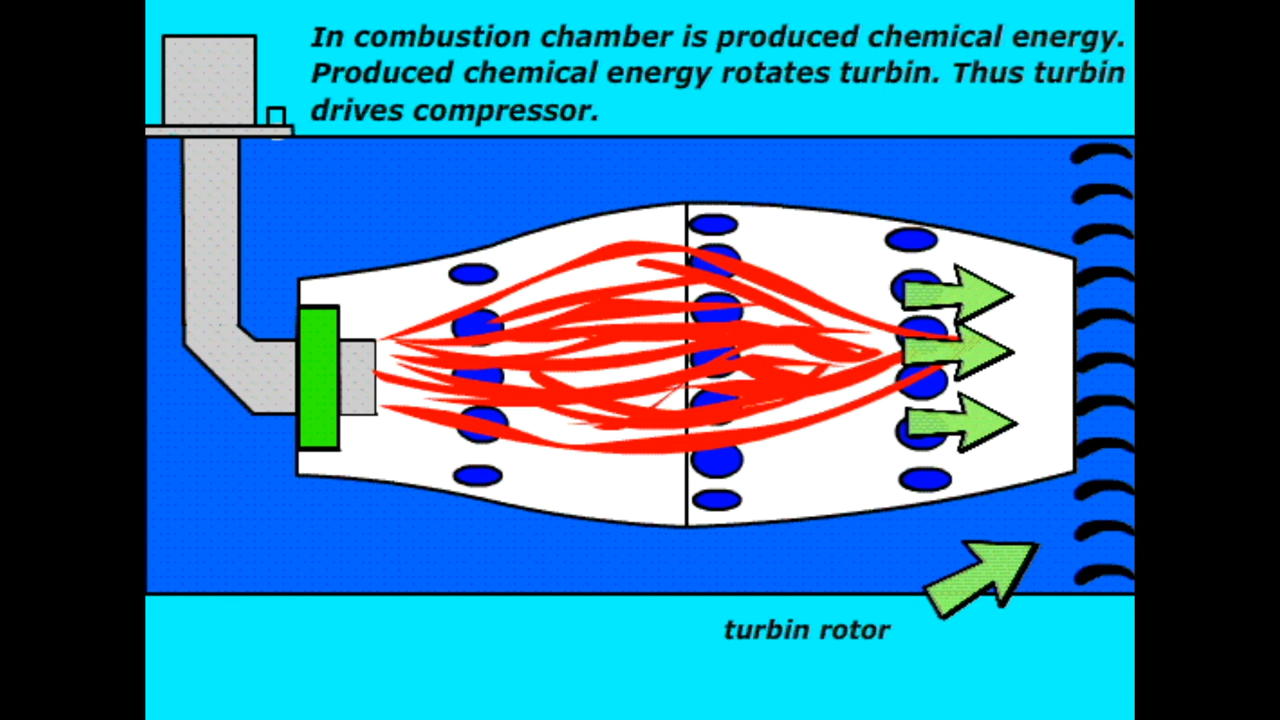 In combustion chamber is produced chemical energy.
Produced chemical energy rotates turbin. Thus turbin
drives compressor.
turbin rotor